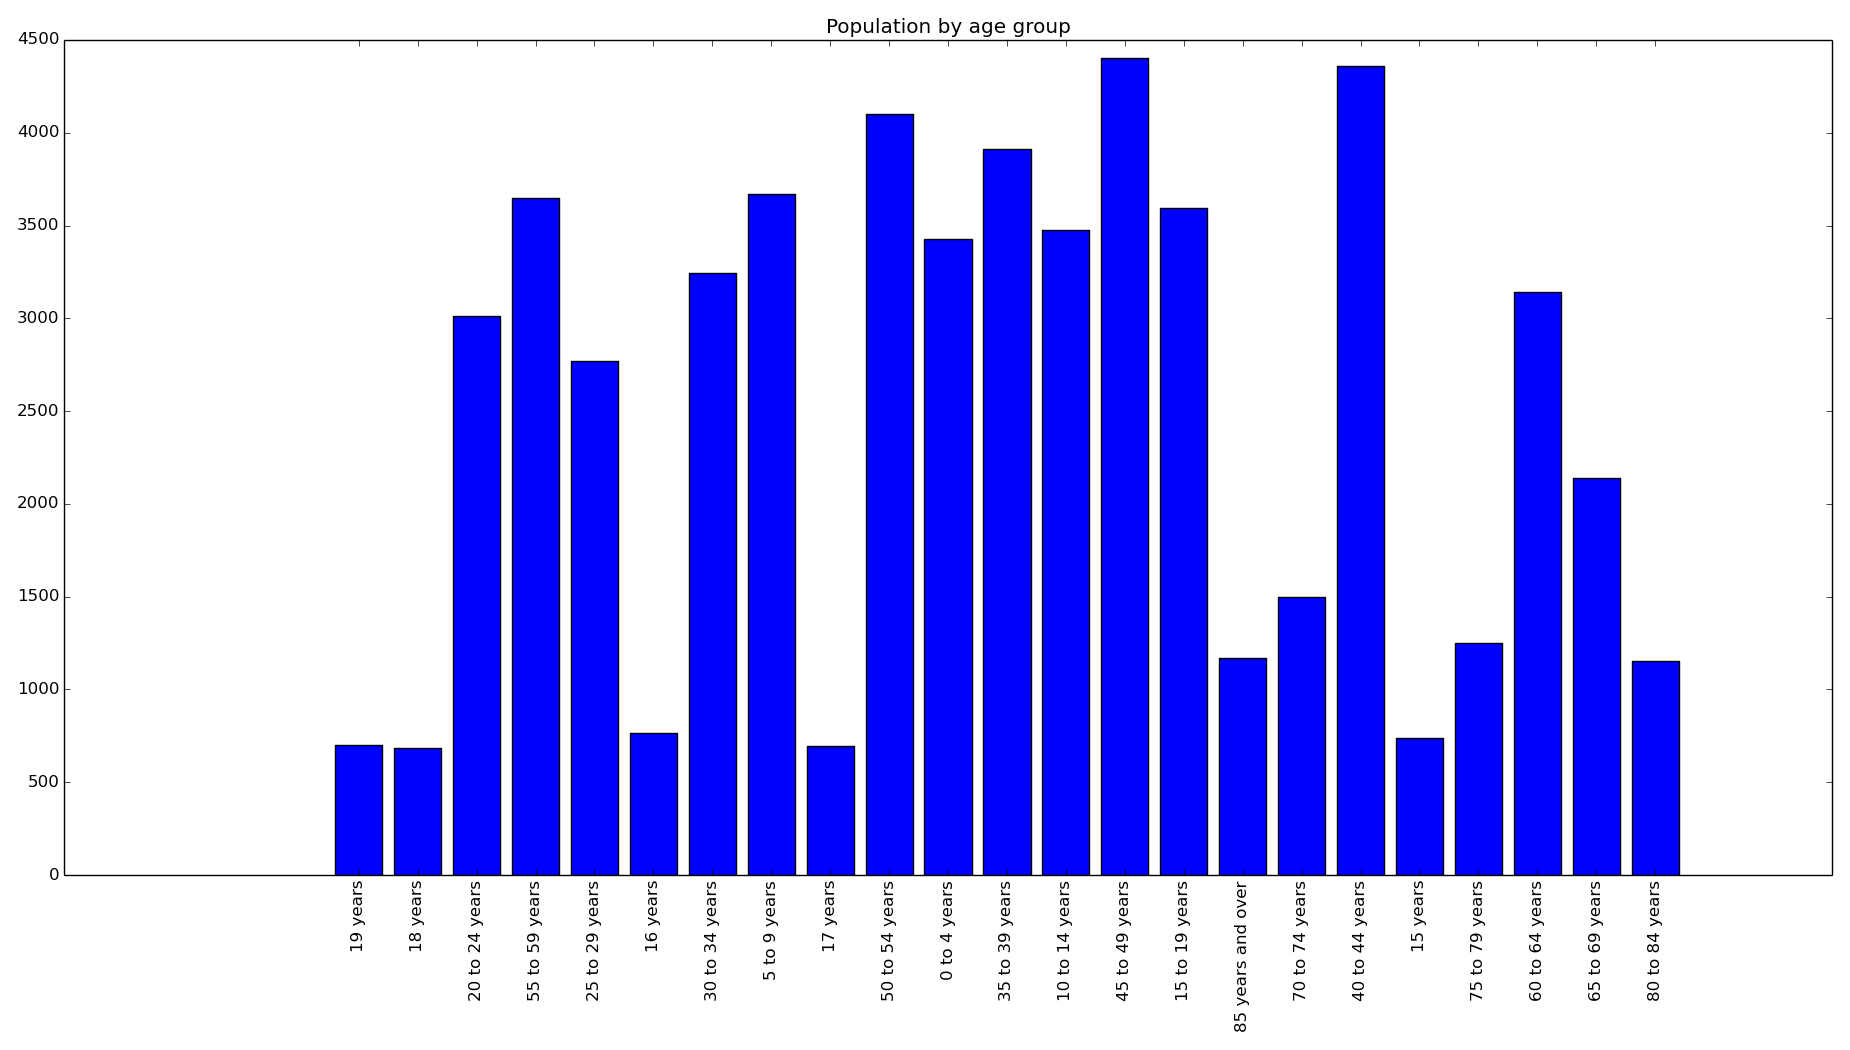 Population by age group
4500
4000
3500
3000
2500
2000
1500
1000
500
0
19 years
18 years
20 to 24 years
55 to 59 years
25 to 29 years
16 years
30 to 34 years
5 to 9 years
17 years
50 to 54 years
0 to 4 years
35 to 39 years
10 to 14 years
45 to 49 years
15 to 19 years
85 years and over
70 to 74 years
40 to 44 years
15 years
75 to 79 years
60 to 64 years
65 to 69 years
80 to 84 years